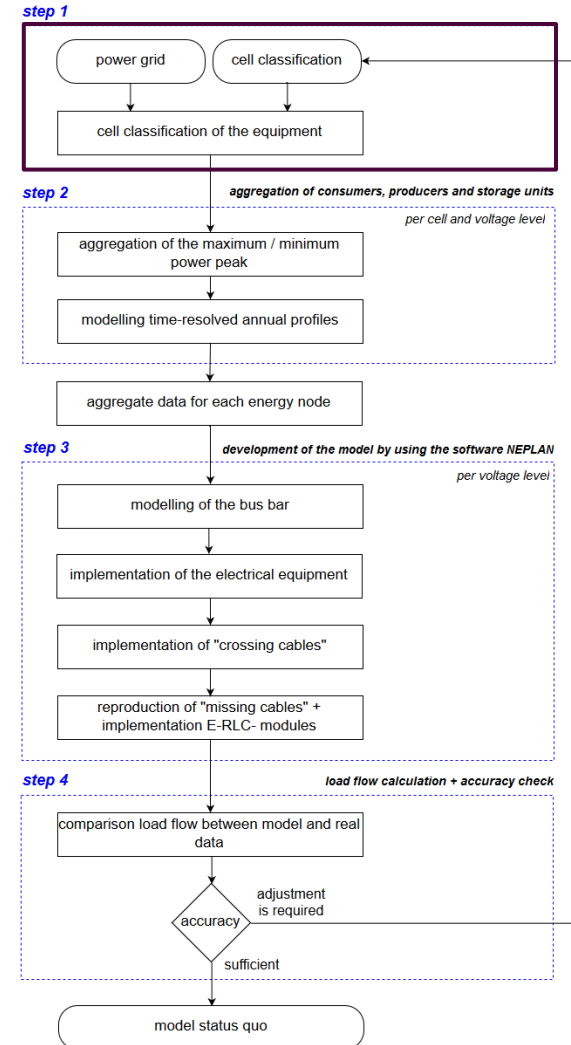 step 1
power grid
cell classification
cell classification of the equipment
step 2
aggregation of consumers, producers and storage units
per cell and voltage level
aggregation of the maximum / minimum
power peak
modelling time-resolved annual profiles
aggregate data for each energy node
step 3
development of the model by using the software NEPLAN
per voltage level
modelling of the bus bar
implementation of the electrical equipment
implementation of "crossing cables"
reproduction of "missing cables" +
implementation E-RLC- modules
step 4
load flow calculation + accuracy check
comparison load flow between model and real
data
accuracy
adjustment
is required
sufficient
model status quo